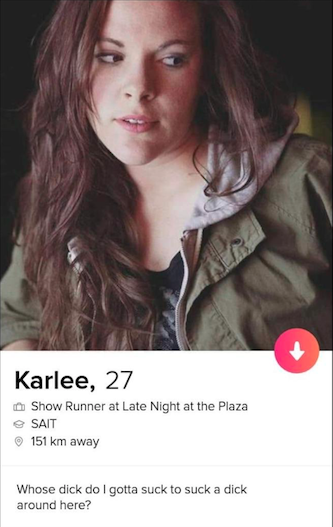 Karlee, 27
Show Runner at Late Night at the Plaza
SAIT
151 km away
Whose dick do I gotta suck to suck a dick
around here?